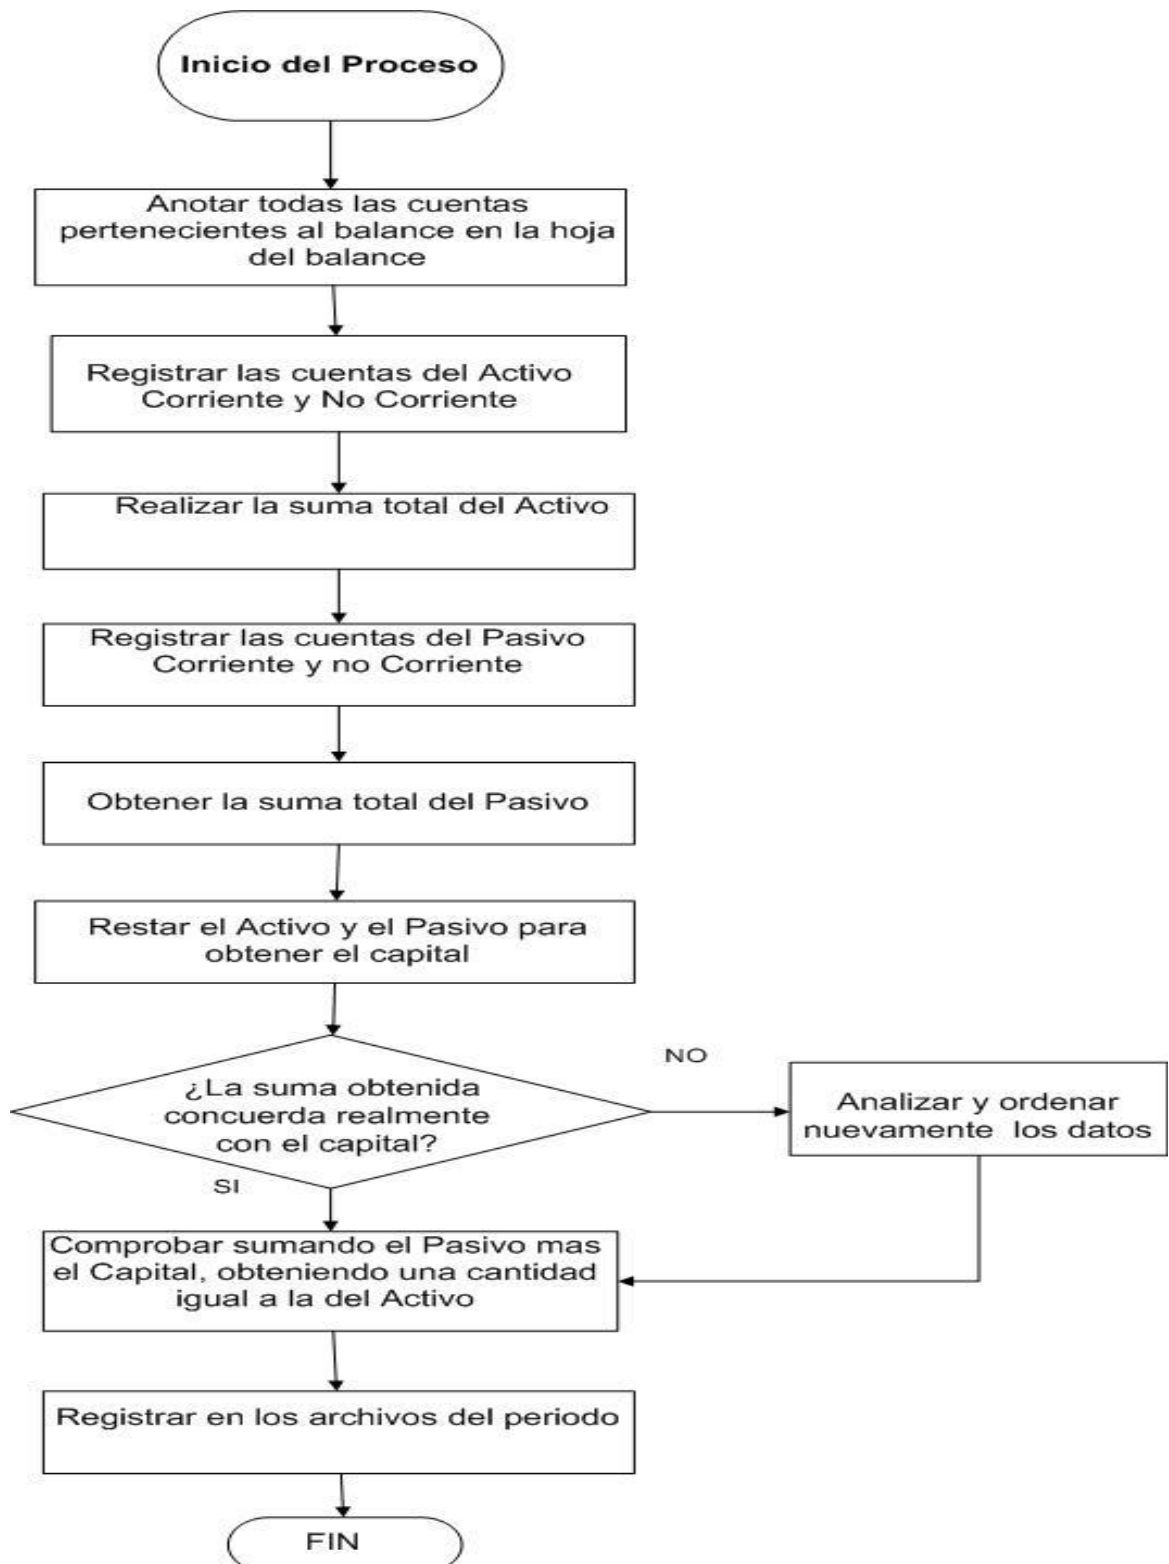 Inicio del Proceso
Anotar todas las cuentas
pertenecientes al balance en la hoja
del balance
Registrar las cuentas del Activo
Corriente y No Corriente
Realizar la suma total del Activo
Registrar las cuentas del Pasivo
Corriente y no Corriente
Obtener la suma total del Pasivo
Restar el Activo y el Pasivo para
obtener el capital
¿La suma obtenida
concuerda realmente
con el capital?
NO
Analizar y ordenar
nuevamente los datos
SI
Comprobar sumando el Pasivo mas
el Capital, obteniendo una cantidad
igual a la del Activo
Registrar en los archivos del periodo
FIN